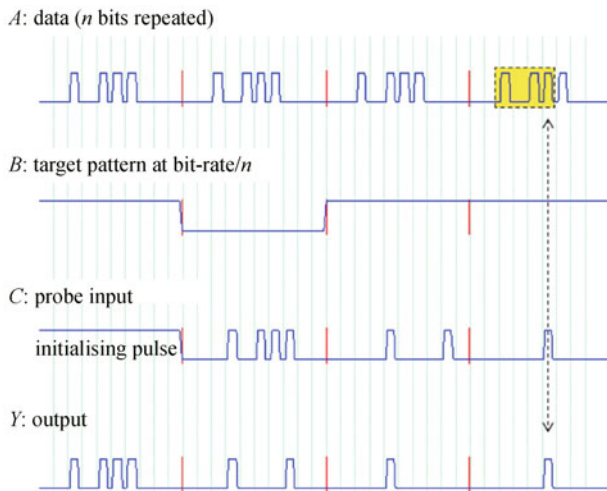 A: data (n bits repeated)
B: target pattern at bit-rate/n
C: probe input
initialising pulse
Y: output